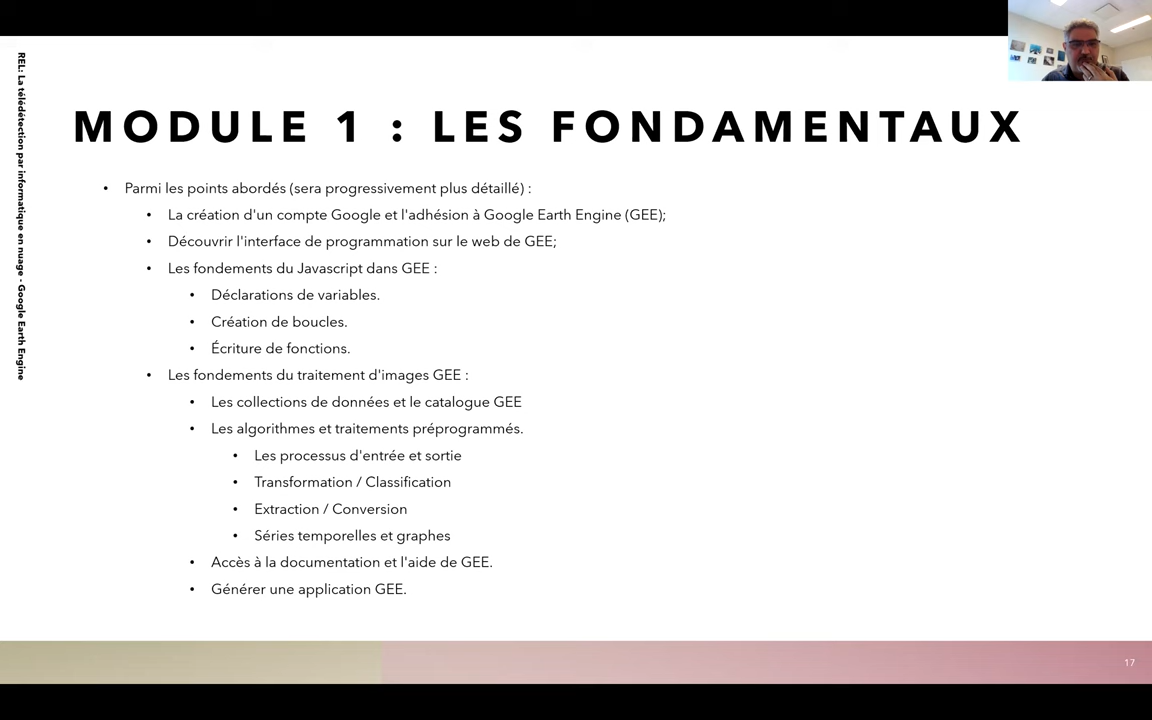 REL: La télédétection par informatique en nuage - Google Earth Engine
MODULE 1 : LES FONDAMENTAUX
• Parmi les points abordés (sera progressivement plus détaillé) :
• La création d'un compte Google et l'adhésion à Google Earth Engine (GEE);
• Découvrir l'interface de programmation sur le web de GEE;
• Les fondements du Javascript dans GEE :
• Déclarations de variables.
• Création de boucles.
• Écriture de fonctions.
• Les fondements du traitement d'images GEE :
• Les collections de données et le catalogue GEE
• Les algorithmes et traitements préprogrammés.
• Les processus d'entrée et sortie
• Transformation / Classification
• Extraction / Conversion
• Séries temporelles et graphes
• Accès à la documentation et l'aide de GEE.
• Générer une application GEE.
17